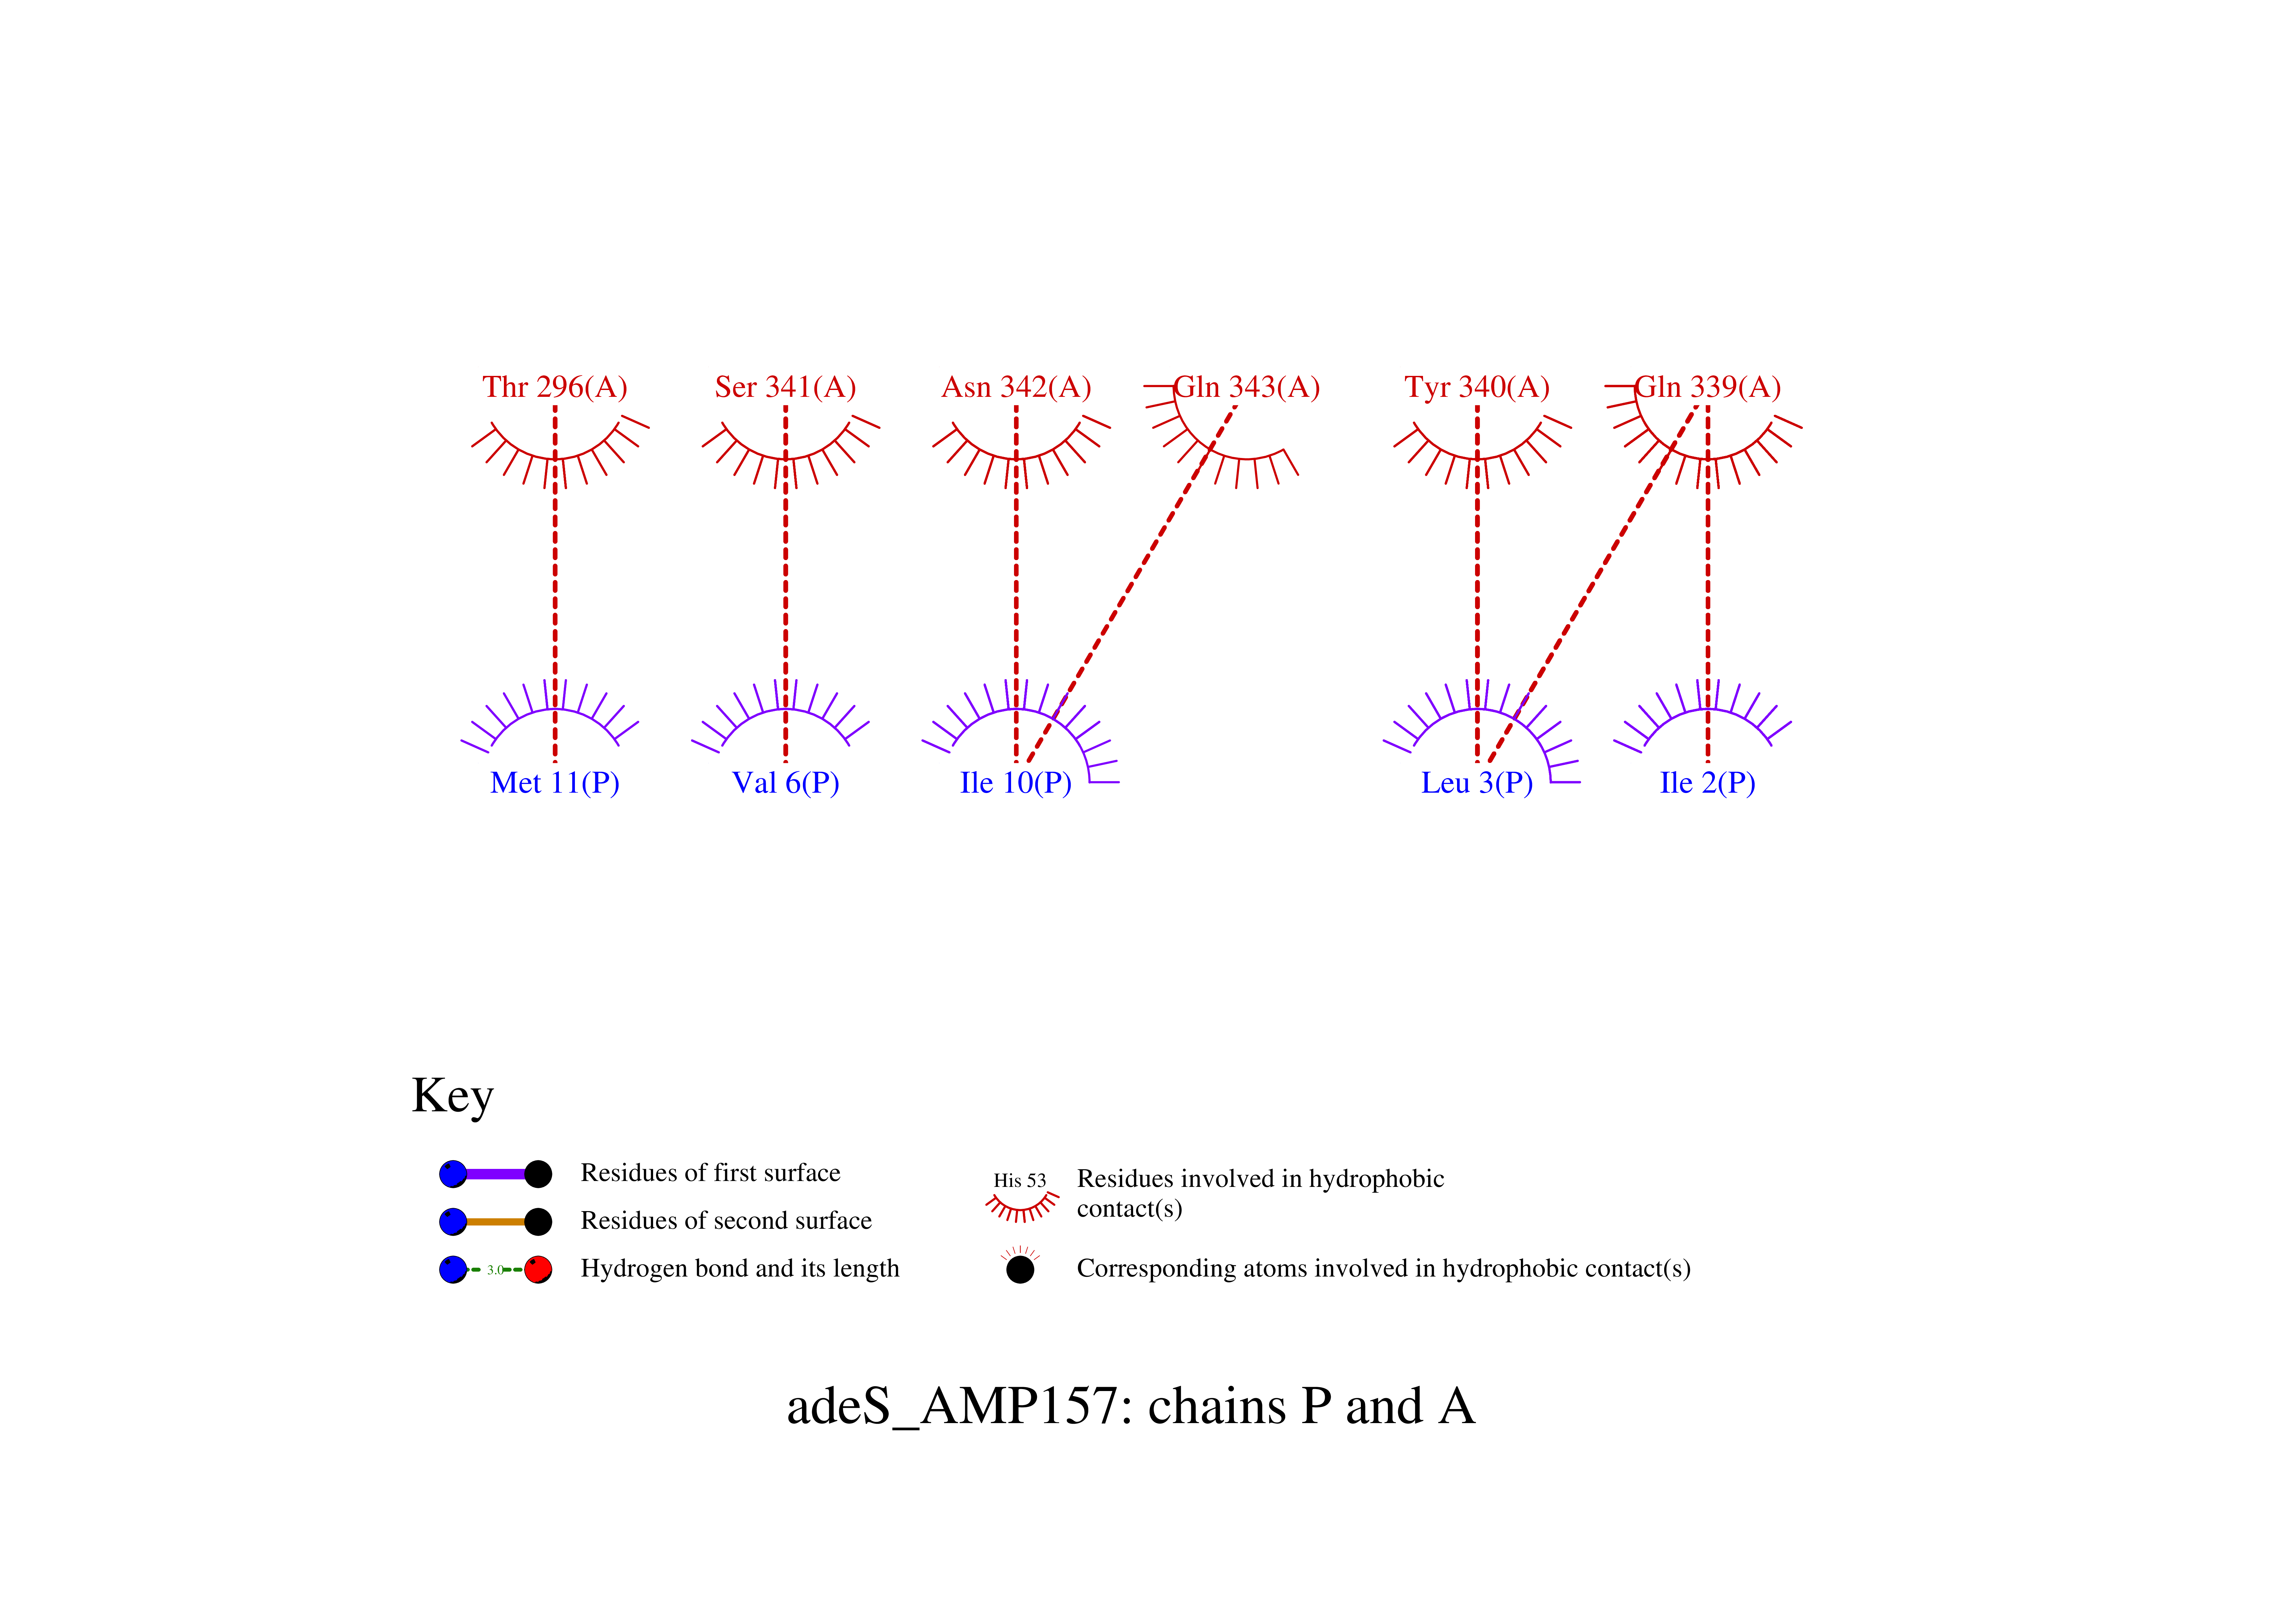 Thr 296(A) Ser 341(A) Asn 342(A) Gln 343(A) Tyr 340(A) Gln 339(A)
Met 11(P) Val 6(P) Ile 10(P) Leu 3(P) Ile 2(P)
Key
Residues of first surface
Residues of second surface
3.0 Hydrogen bond and its length
His 53 Residues involved in hydrophobic
contact(s)
Corresponding atoms involved in hydrophobic contact(s)
adeS_AMP157: chains P and A